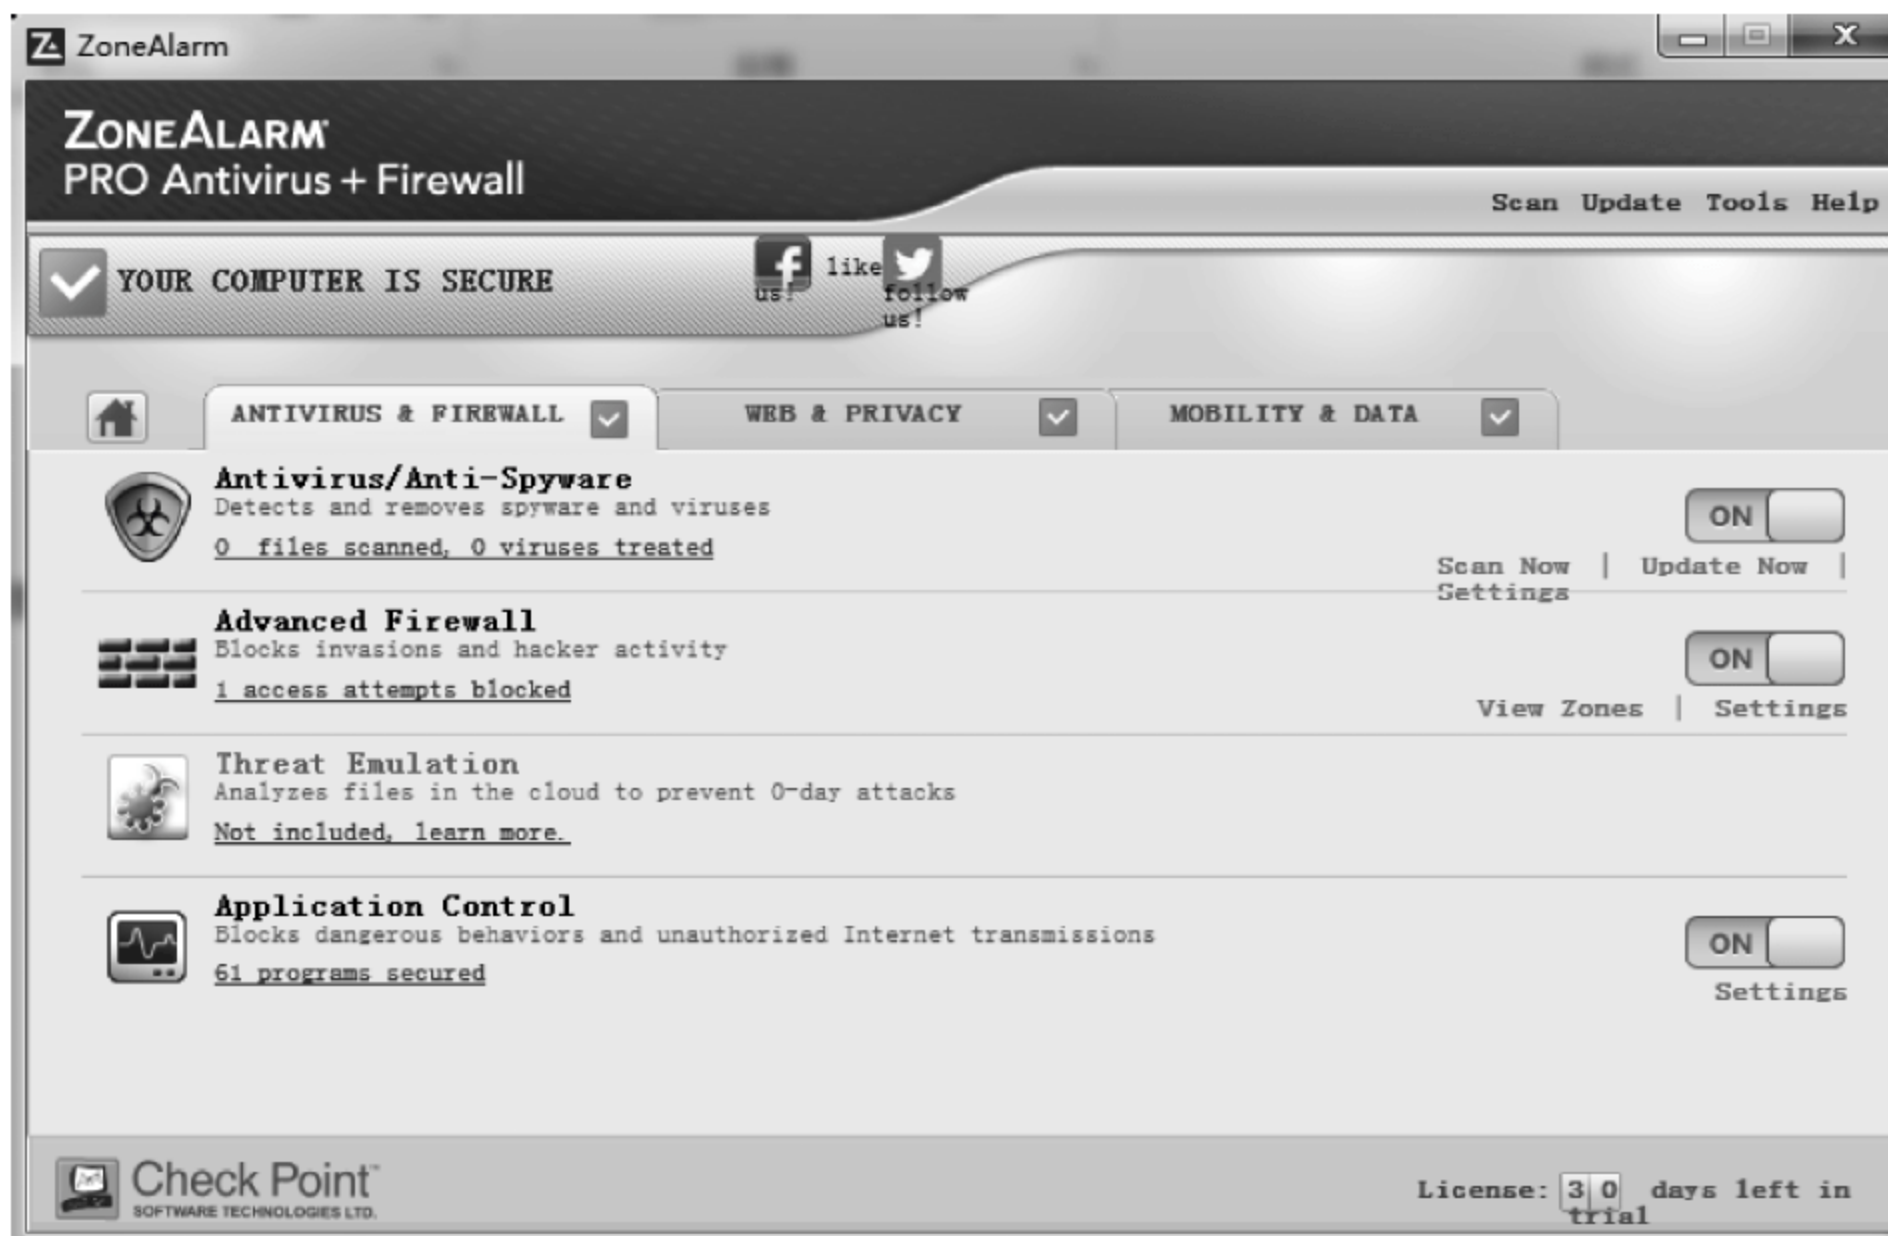 ZoneAlarm
X
ZONEALARM
PRO Antivirus + Firewall
Scan Update Tools Help
YOUR COMPUTER IS SECURE
like us!
follow us!
ANTIVIRUS & FIREWALL
WEB & PRIVACY
MOBILITY & DATA
Antivirus/Anti-Spyware
Detects and removes spyware and viruses
0 files scanned, 0 viruses treated
ON
Scan Now | Update Now |
Settings
Advanced Firewall
Blocks invasions and hacker activity
1 access attempts blocked
ON
View Zones | Settings
Threat Emulation
Analyzes files in the cloud to prevent 0-day attacks
Not included, learn more.
Application Control
Blocks dangerous behaviors and unauthorized Internet transmissions
61 programs secured
ON
Settings
Check Point™
SOFTWARE TECHNOLOGIES LTD.
License: 30 days left in
trial